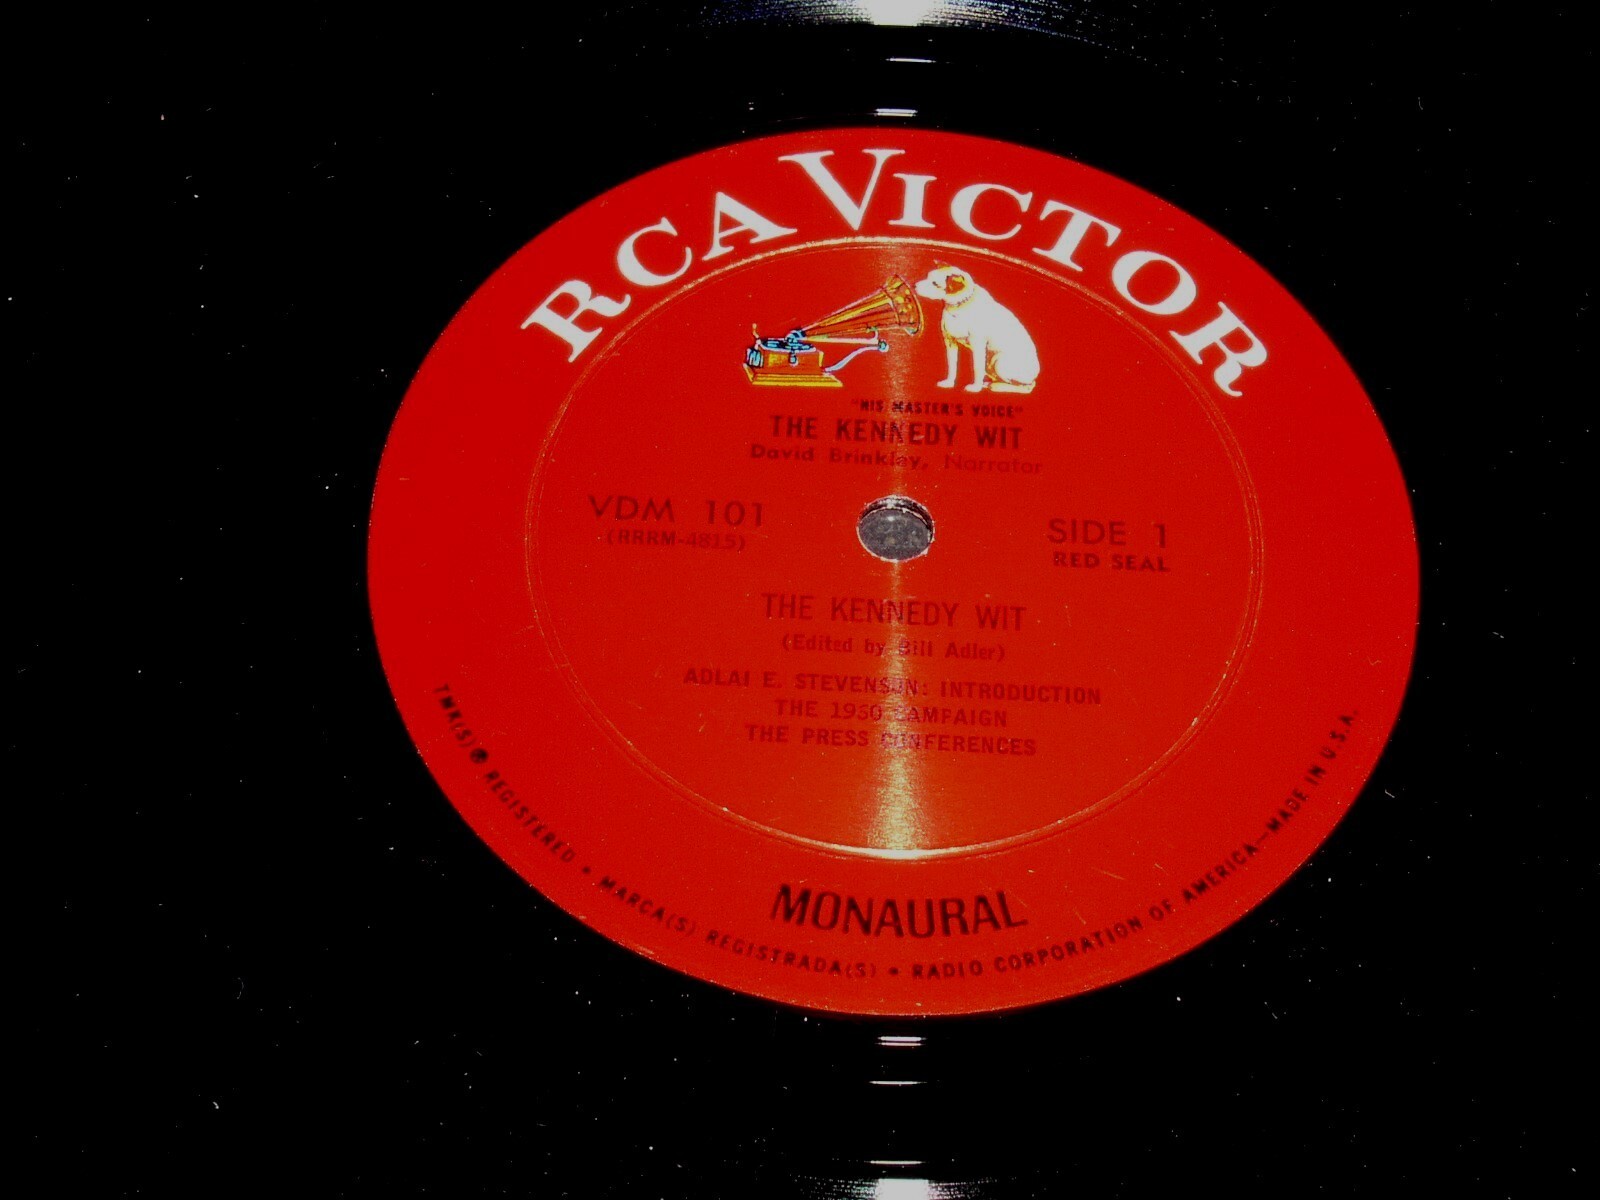 RCA VICTOR
"HIS MASTER'S VOICE"
THE KENNEDY WIT
David Brinkley, Narrator
VDM 101
(RRRM-4815)
SIDE 1
RED SEAL
THE KENNEDY WIT
(Edited by Bill Adler)
ADLAI E. STEVENSON: INTRODUCTION
THE 1960 CAMPAIGN
THE PRESS CONFERENCES
MONAURAL
TMK(S) ® REGISTERED • MARCA(S) REGISTRADA(S) • RADIO CORPORATION OF AMERICA—MADE IN U.S.A.